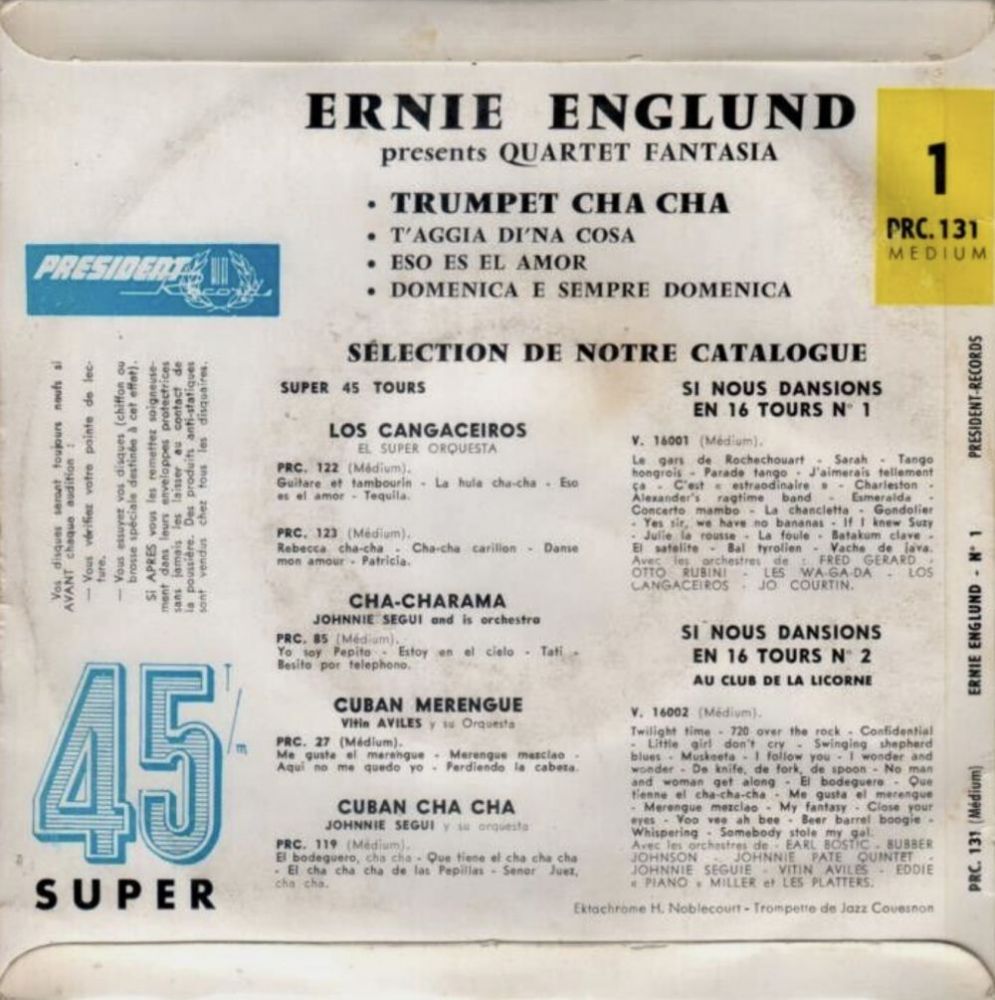 ERNIE ENGLUND
presents QUARTET FANTASIA
• TRUMPET CHA CHA
• T'AGGIA DI'NA COSA
• ESO ES EL AMOR
• DOMENICA E SEMPRE DOMENICA
1
PRC. 131
MEDIUM
PRESIDENT
Records
Vos disques seront toujours neufs si
AVANT chaque audition :
— Vous vérifiez votre pointe de lec-
ture.
— Vous essuyez vos disques (chiffon ou
brosse spéciale destinée à cet effet).
Si APRES vous les remettez soigneuse-
ment dans leurs enveloppes protectrices
sans jamais les laisser au contact de
la poussière. Des produits anti-statiques
sont vendus chez tous les disquaires.
45 T/m
SUPER
SÉLECTION DE NOTRE CATALOGUE
SUPER 45 TOURS
LOS CANGACEIROS
EL SUPER ORQUESTA
PRC. 122 (Médium).
Guitare et tambourin - La hula cha-cha - Eso
es el amor - Tequila.
PRC. 123 (Médium).
Rebecca cha-cha - Cha-cha carillon - Danse
mon amour - Patricia.
CHA-CHARAMA
JOHNNIE SEGUI and is orchestra
PRC. 85 (Médium).
Yo soy Pepito - Estoy en el cielo - Tati -
Besito por telephono.
CUBAN MERENGUE
Vitin AVILES y su Orquesta
PRC. 27 (Médium).
Me gusta el merengue - Merengue mezclao -
Aqui no me quedo yo - Perdiendo la cabeza.
CUBAN CHA CHA
JOHNNIE SEGUI y su orquesta
PRC. 119 (Médium).
El bodeguero, cha cha - Que tiene el cha cha cha
- El cha cha cha de las Pepillas - Senor Juez,
cha cha.
SI NOUS DANSIONS
EN 16 TOURS N° 1
V. 16001 (Médium).
Le gars de Rochechouart - Sarah - Tango
hongrois - Parade tango - J'aimerais tellement
ça - C'est « estraodinaire » - Charleston -
Alexander's ragtime band - Esmeralda -
Concerto mambo - La chancletta - Gondolier
- Yes sir, we have no bananas - If I knew Suzy
- Julie la rousse - La foule - Batakum clave -
El satelite - Bal tyrolien - Vache de java.
Avec les orchestres de : FRED GERARD -
OTTO RUBINI - LES WA-GA-DA - LOS
CANGACEIROS - JO COURTIN.
SI NOUS DANSIONS
EN 16 TOURS N° 2
AU CLUB DE LA LICORNE
V. 16002 (Médium).
Twilight time - 720 over the rock - Confidential
- Little girl don't cry - Swinging shepherd
blues - Muskeeta - I follow you - I wonder and
wonder - De knife, de fork, de spoon - No man
and woman get along - El bodeguero - Que
tienne el cha-cha-cha - Me gusta el merengue
- Merengue mezclao - My fantasy - Close your
eyes - Voo vee ah bee - Beer barrel boogie -
Whispering - Somebody stole my gal.
Avec les orchestres de - EARL BOSTIC - BUBBER
JOHNSON - JOHNNIE PATE QUINTET -
JOHNNIE SEGUIE - VITIN AVILES - EDDIE
« PIANO » MILLER et LES PLATTERS.
Ektachrome H. Noblecourt - Trompette de Jazz Couesnon
PRC. 131 (Médium) ERNIE ENGLUND - N° 1 PRESIDENT-RECORDS